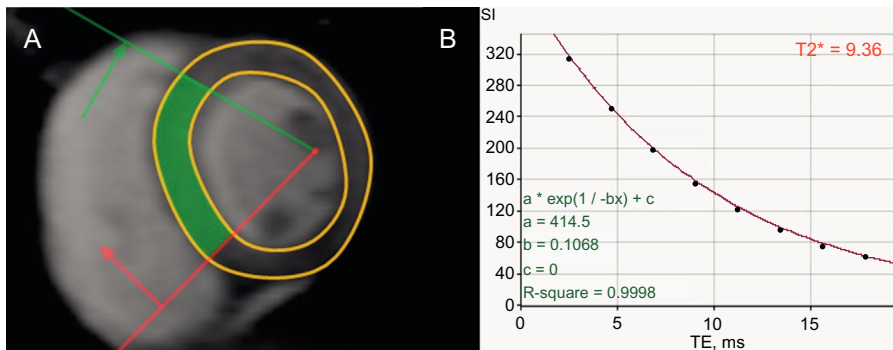 A
B
SI
T2* = 9.36
320
280
240
200
160
120
80
40
0
a * exp(1 / -bx) + c
a = 414.5
b = 0.1068
c = 0
R-square = 0.9998
0
5
10
15
TE, ms